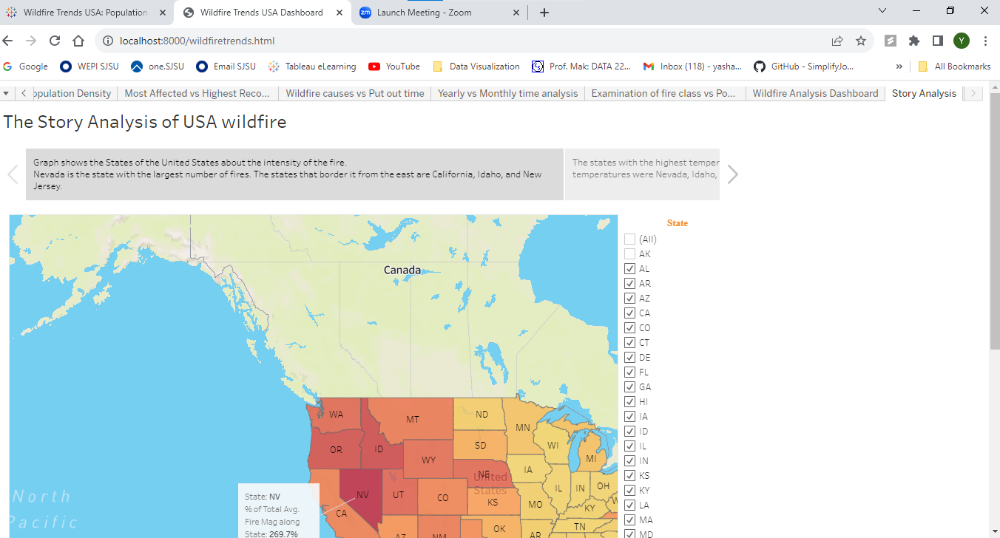 Wildfire Trends USA: Population
Wildfire Trends USA Dashboard
zm Launch Meeting - Zoom
localhost:8000/wildfiretrends.html
Y
Google
WEPI SJSU
one.SJSU
Email SJSU
Tableau eLearning
YouTube
Data Visualization
Prof. Mak: DATA 22...
Inbox (118) - yasha...
GitHub - SimplifyJo...
»
All Bookmarks
opulation Density
Most Affected vs Highest Reco...
Wildfire causes vs Put out time
Yearly vs Monthly time analysis
Examination of fire class vs Po...
Wildfire Analysis Dashboard
Story Analysis
The Story Analysis of USA wildfire
Graph shows the States of the United States about the intensity of the fire.
Nevada is the state with the largest number of fires. The states that border it from the east are California, Idaho, and New
Jersey.
The states with the highest temper
temperatures were Nevada, Idaho,
State
(All)
AK
AL
AR
AZ
CA
CO
CT
DE
FL
GA
HI
IA
ID
IL
IN
KS
KY
LA
MA
MD
Canada
WA
MT
ND
MN
OR
ID
SD
WI
MI
WY
NE
IA
United
States
NV
UT
CO
KS
MO
IL
IN
OH
KY
CA
AZ
NM
OK
AR
TN
W
North
Pacific
State: NV
% of Total Avg.
Fire Mag along
State: 269.7%